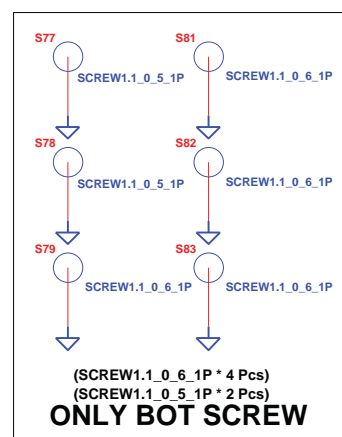 S77 S81
SCREW1.1_0_5_1P SCREW1.1_0_6_1P
S78 S82
SCREW1.1_0_5_1P SCREW1.1_0_6_1P
S79 S83
SCREW1.1_0_6_1P SCREW1.1_0_6_1P
(SCREW1.1_0_6_1P * 4 Pcs)
(SCREW1.1_0_5_1P * 2 Pcs)
ONLY BOT SCREW